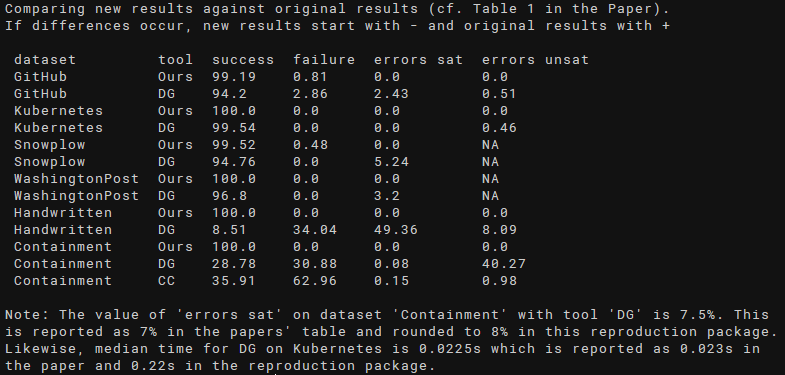 Comparing new results against original results (cf. Table 1 in the Paper).
If differences occur, new results start with - and original results with +
dataset tool success failure errors sat errors unsat
GitHub Ours 99.19 0.81 0.0 0.0
GitHub DG 94.2 2.86 2.43 0.51
Kubernetes Ours 100.0 0.0 0.0 0.0
Kubernetes DG 99.54 0.0 0.0 0.46
Snowplow Ours 99.52 0.48 0.0 NA
Snowplow DG 94.76 0.0 5.24 NA
WashingtonPost Ours 100.0 0.0 0.0 NA
WashingtonPost DG 96.8 0.0 3.2 NA
Handwritten Ours 100.0 0.0 0.0 0.0
Handwritten DG 8.51 34.04 49.36 8.09
Containment Ours 100.0 0.0 0.0 0.0
Containment DG 28.78 30.88 0.08 40.27
Containment CC 35.91 62.96 0.15 0.98
Note: The value of 'errors sat' on dataset 'Containment' with tool 'DG' is 7.5%. This
is reported as 7% in the papers' table and rounded to 8% in this reproduction package.
Likewise, median time for DG on Kubernetes is 0.0225s which is reported as 0.023s in
the paper and 0.22s in the reproduction package.